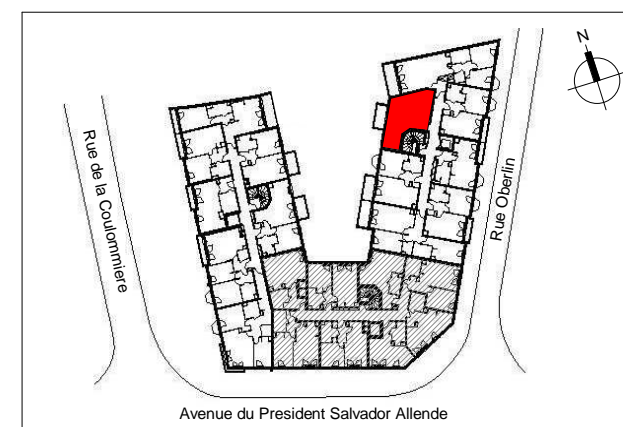 N
Rue de la Coulommiere
Rue Oberlin
Avenue du President Salvador Allende